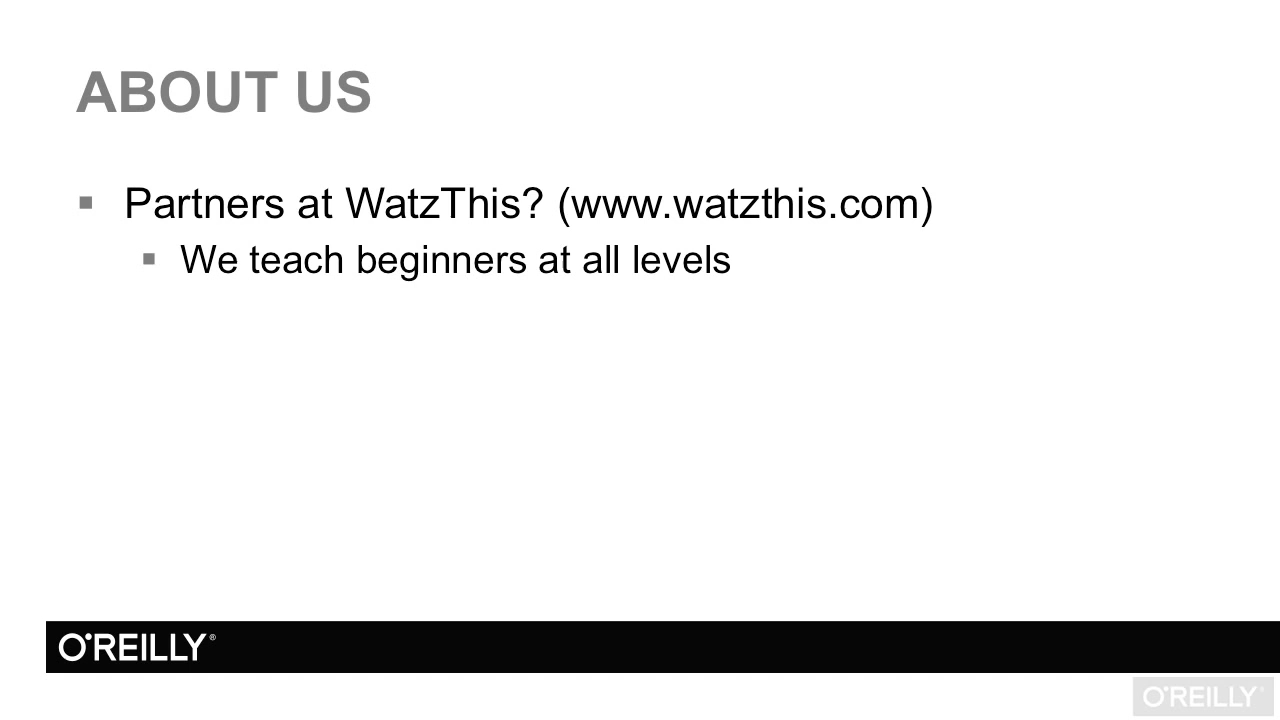 ABOUT US
▪ Partners at WatzThis? (www.watzthis.com)
▪ We teach beginners at all levels
O'REILLY®
O'REILLY®